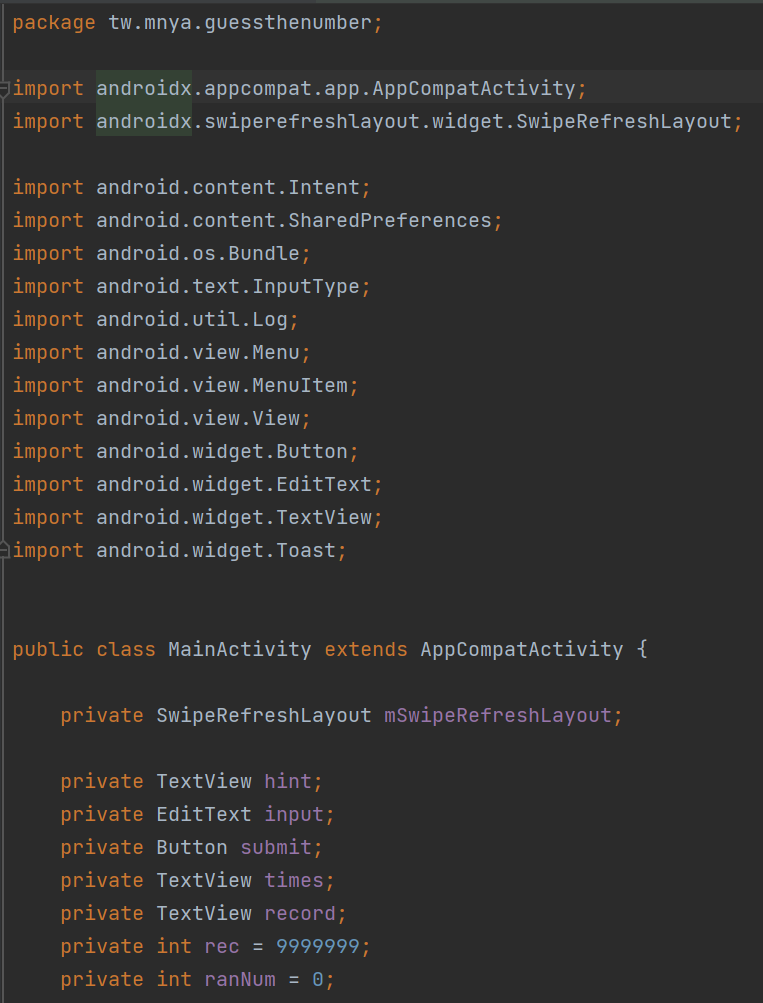 package tw.mnya.guessthenumber;
import androidx.appcompat.app.AppCompatActivity;
import androidx.swiperefreshlayout.widget.SwipeRefreshLayout;
import android.content.Intent;
import android.content.SharedPreferences;
import android.os.Bundle;
import android.text.InputType;
import android.util.Log;
import android.view.Menu;
import android.view.MenuItem;
import android.view.View;
import android.widget.Button;
import android.widget.EditText;
import android.widget.TextView;
import android.widget.Toast;
public class MainActivity extends AppCompatActivity {
private SwipeRefreshLayout mSwipeRefreshLayout;
private TextView hint;
private EditText input;
private Button submit;
private TextView times;
private TextView record;
private int rec = 9999999;
private int ranNum = 0;